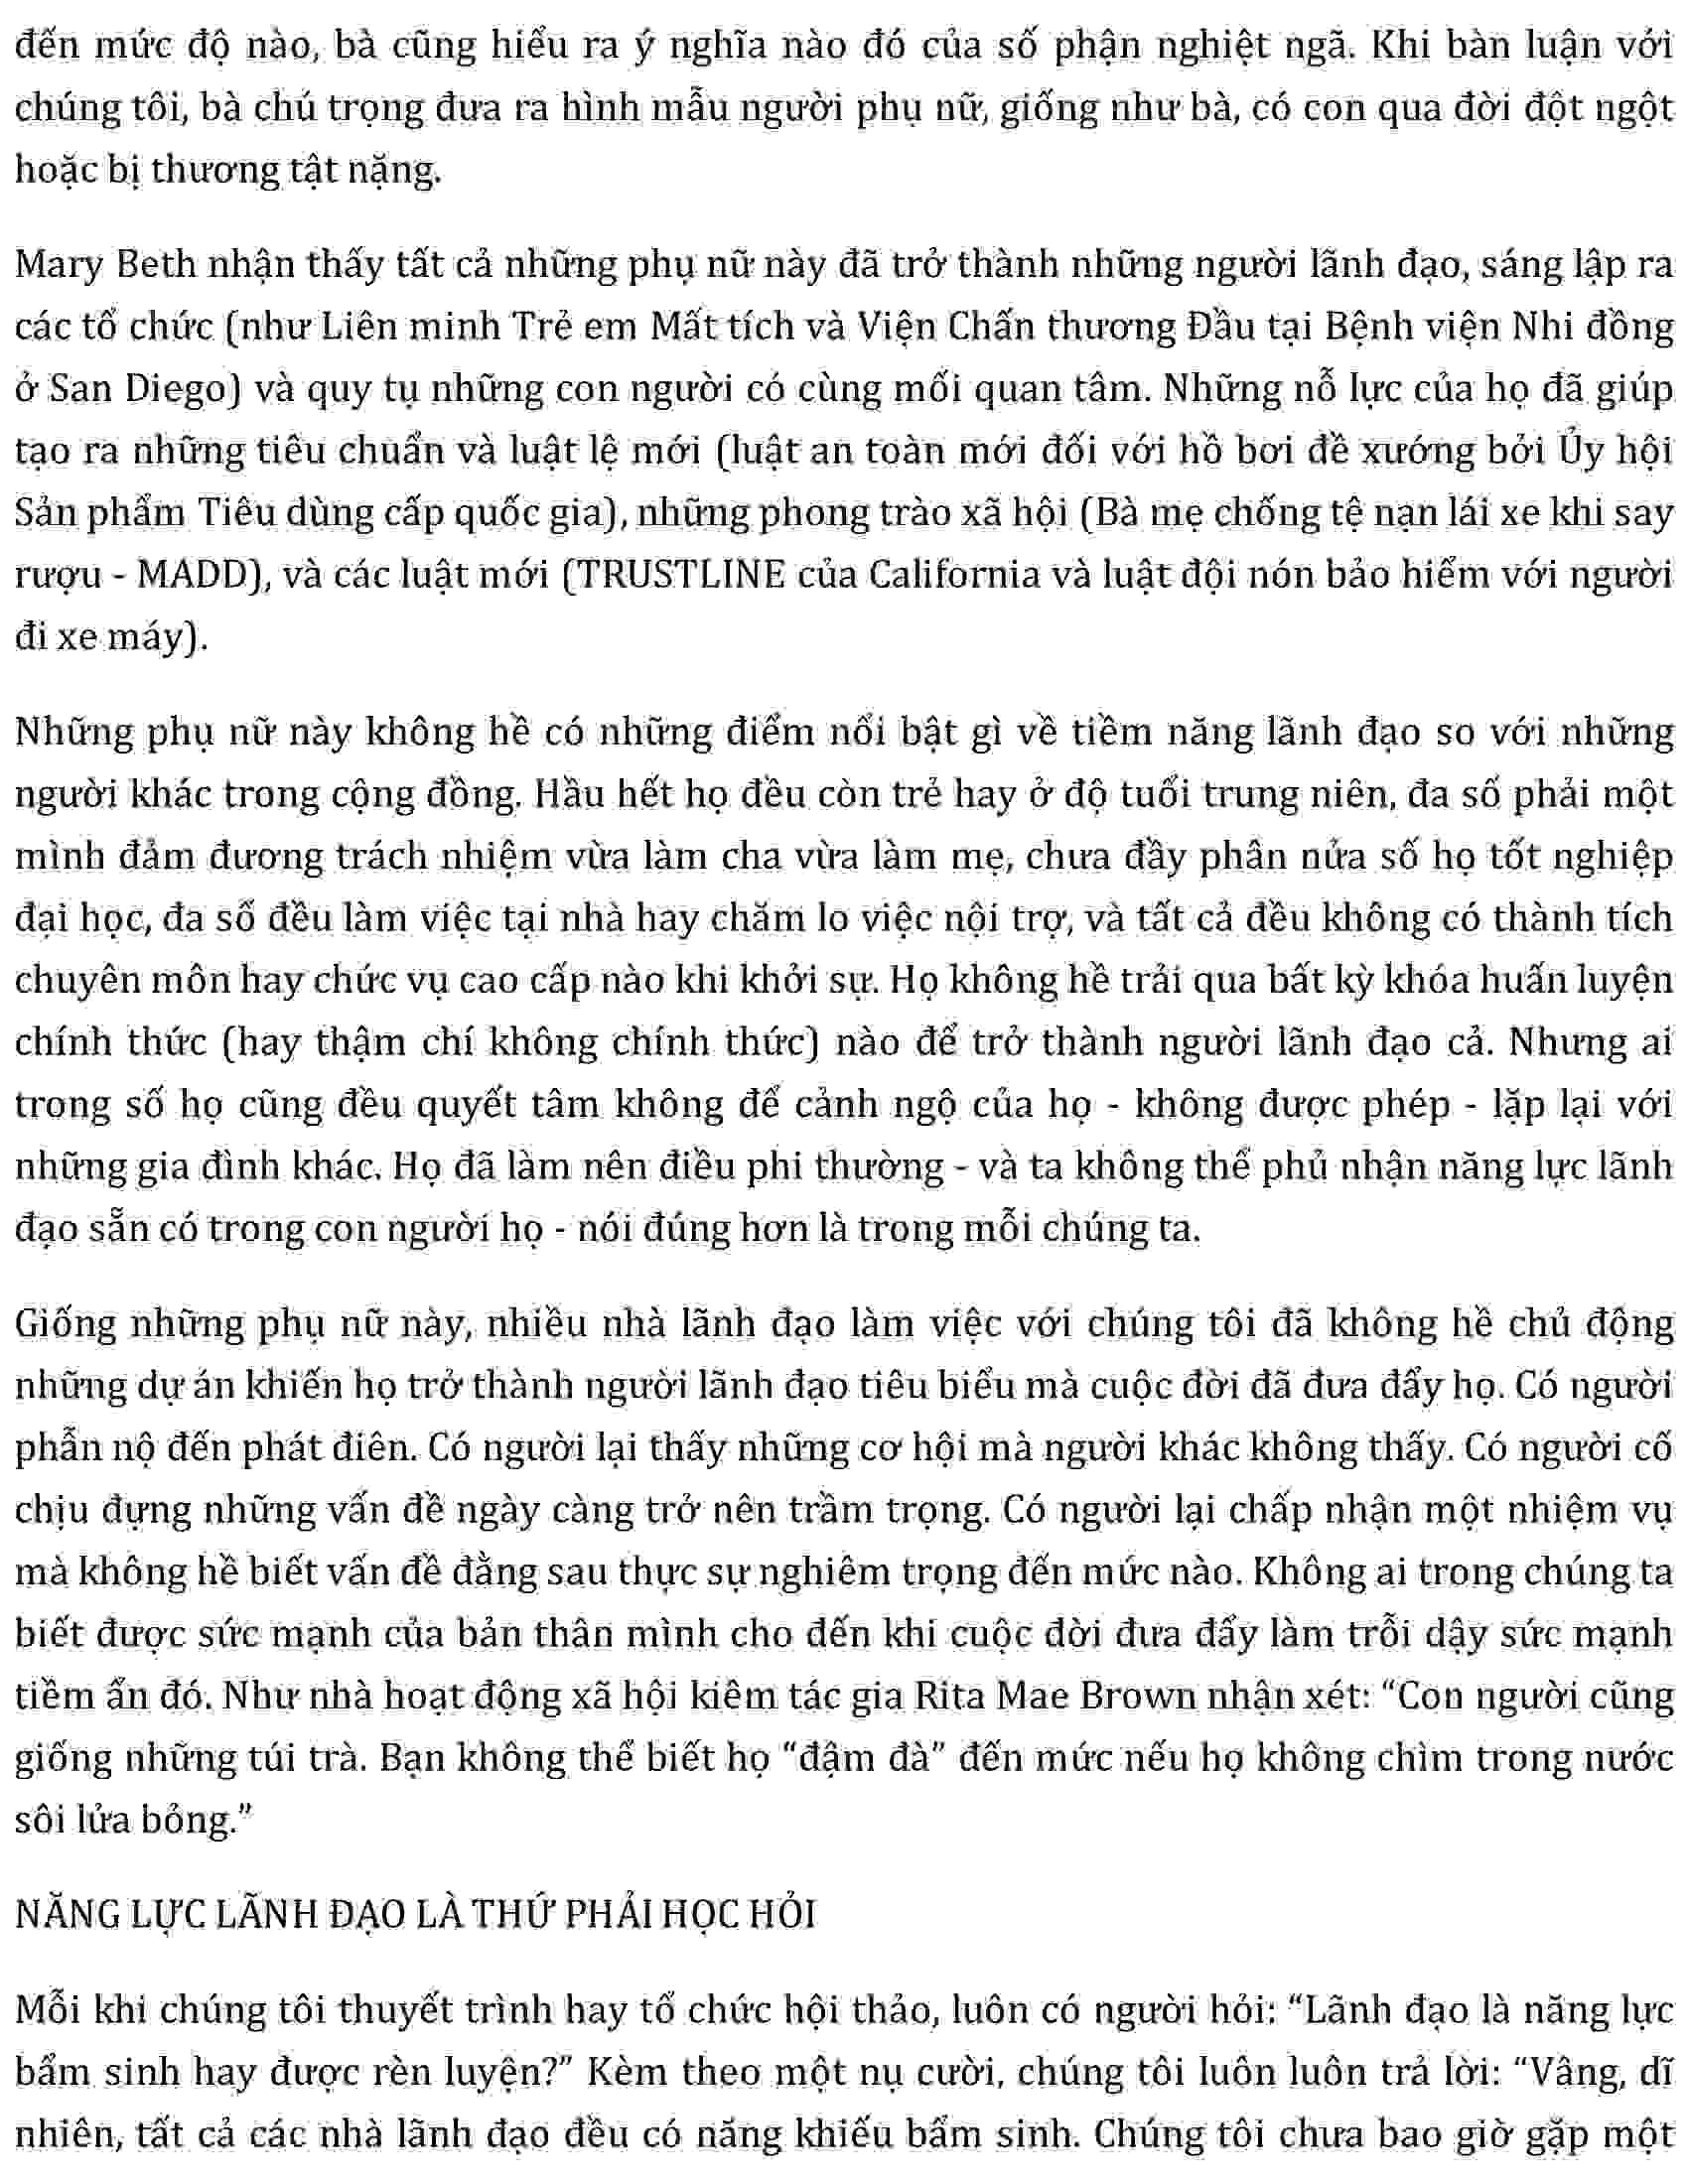 đến mức độ nào, bà cũng hiểu ra ý nghĩa nào đó của số phận nghiệt ngã. Khi bàn luận với
chúng tôi, bà chú trọng đưa ra hình mẫu người phụ nữ, giống như bà, có con qua đời đột ngột
hoặc bị thương tật nặng.
Mary Beth nhận thấy tất cả những phụ nữ này đã trở thành những người lãnh đạo, sáng lập ra
các tổ chức (như Liên minh Trẻ em Mất tích và Viện Chấn thương Đầu tại Bệnh viện Nhi đồng
ở San Diego) và quy tụ những con người có cùng mối quan tâm. Những nỗ lực của họ đã giúp
tạo ra những tiêu chuẩn và luật lệ mới (luật an toàn mới đối với hồ bơi đề xướng bởi Ủy hội
Sản phẩm Tiêu dùng cấp quốc gia), những phong trào xã hội (Bà mẹ chống tệ nạn lái xe khi say
rượu - MADD), và các luật mới (TRUSTLINE của California và luật đội nón bảo hiểm với người
đi xe máy).
Những phụ nữ này không hề có những điểm nổi bật gì về tiềm năng lãnh đạo so với những
người khác trong cộng đồng. Hầu hết họ đều còn trẻ hay ở độ tuổi trung niên, đa số phải một
mình đảm đương trách nhiệm vừa làm cha vừa làm mẹ, chưa đầy phân nửa số họ tốt nghiệp
đại học, đa số đều làm việc tại nhà hay chăm lo việc nội trợ, và tất cả đều không có thành tích
chuyên môn hay chức vụ cao cấp nào khi khởi sự. Họ không hề trải qua bất kỳ khóa huấn luyện
chính thức (hay thậm chí không chính thức) nào để trở thành người lãnh đạo cả. Nhưng ai
trong số họ cũng đều quyết tâm không để cảnh ngộ của họ - không được phép - lặp lại với
những gia đình khác. Họ đã làm nên điều phi thường - và ta không thể phủ nhận năng lực lãnh
đạo sẵn có trong con người họ - nói đúng hơn là trong mỗi chúng ta.
Giống những phụ nữ này, nhiều nhà lãnh đạo làm việc với chúng tôi đã không hề chủ động
những dự án khiến họ trở thành người lãnh đạo tiêu biểu mà cuộc đời đã đưa đẩy họ. Có người
phẫn nộ đến phát điên. Có người lại thấy những cơ hội mà người khác không thấy. Có người cố
chịu đựng những vấn đề ngày càng trở nên trầm trọng. Có người lại chấp nhận một nhiệm vụ
mà không hề biết vấn đề đằng sau thực sự nghiêm trọng đến mức nào. Không ai trong chúng ta
biết được sức mạnh của bản thân mình cho đến khi cuộc đời đưa đẩy làm trỗi dậy sức mạnh
tiềm ẩn đó. Như nhà hoạt động xã hội kiêm tác gia Rita Mae Brown nhận xét: “Con người cũng
giống những túi trà. Bạn không thể biết họ “đậm đà” đến mức nếu họ không chìm trong nước
sôi lửa bỏng.”
NĂNG LỰC LÃNH ĐẠO LÀ THỨ PHẢI HỌC HỎI
Mỗi khi chúng tôi thuyết trình hay tổ chức hội thảo, luôn có người hỏi: “Lãnh đạo là năng lực
bẩm sinh hay được rèn luyện?” Kèm theo một nụ cười, chúng tôi luôn luôn trả lời: “Vâng, dĩ
nhiên, tất cả các nhà lãnh đạo đều có năng khiếu bẩm sinh. Chúng tôi chưa bao giờ gặp một